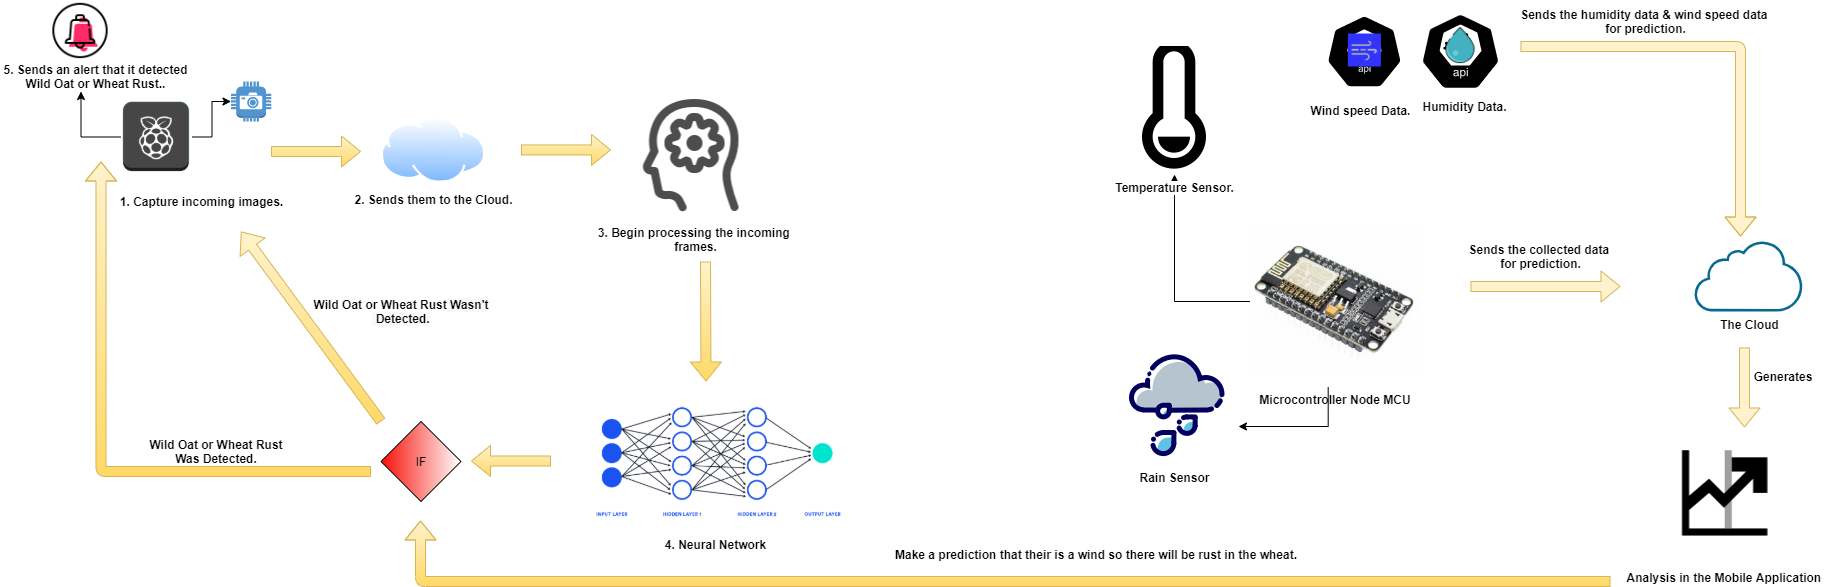 5. Sends an alert that it detected
Wild Oat or Wheat Rust..
1. Capture incoming images.
2. Sends them to the Cloud.
3. Begin processing the incoming
frames.
Wild Oat or Wheat Rust Wasn't
Detected.
Wild Oat or Wheat Rust
Was Detected.
IF
INPUT LAYER
HIDDEN LAYER 1
HIDDEN LAYER 2
OUTPUT LAYER
4. Neural Network
Temperature Sensor.
api
Wind speed Data.
api
Humidity Data.
Sends the humidity data & wind speed data
for prediction.
Sends the collected data
for prediction.
The Cloud
Generates
Microcontroller Node MCU
Rain Sensor
Make a prediction that their is a wind so there will be rust in the wheat.
Analysis in the Mobile Application